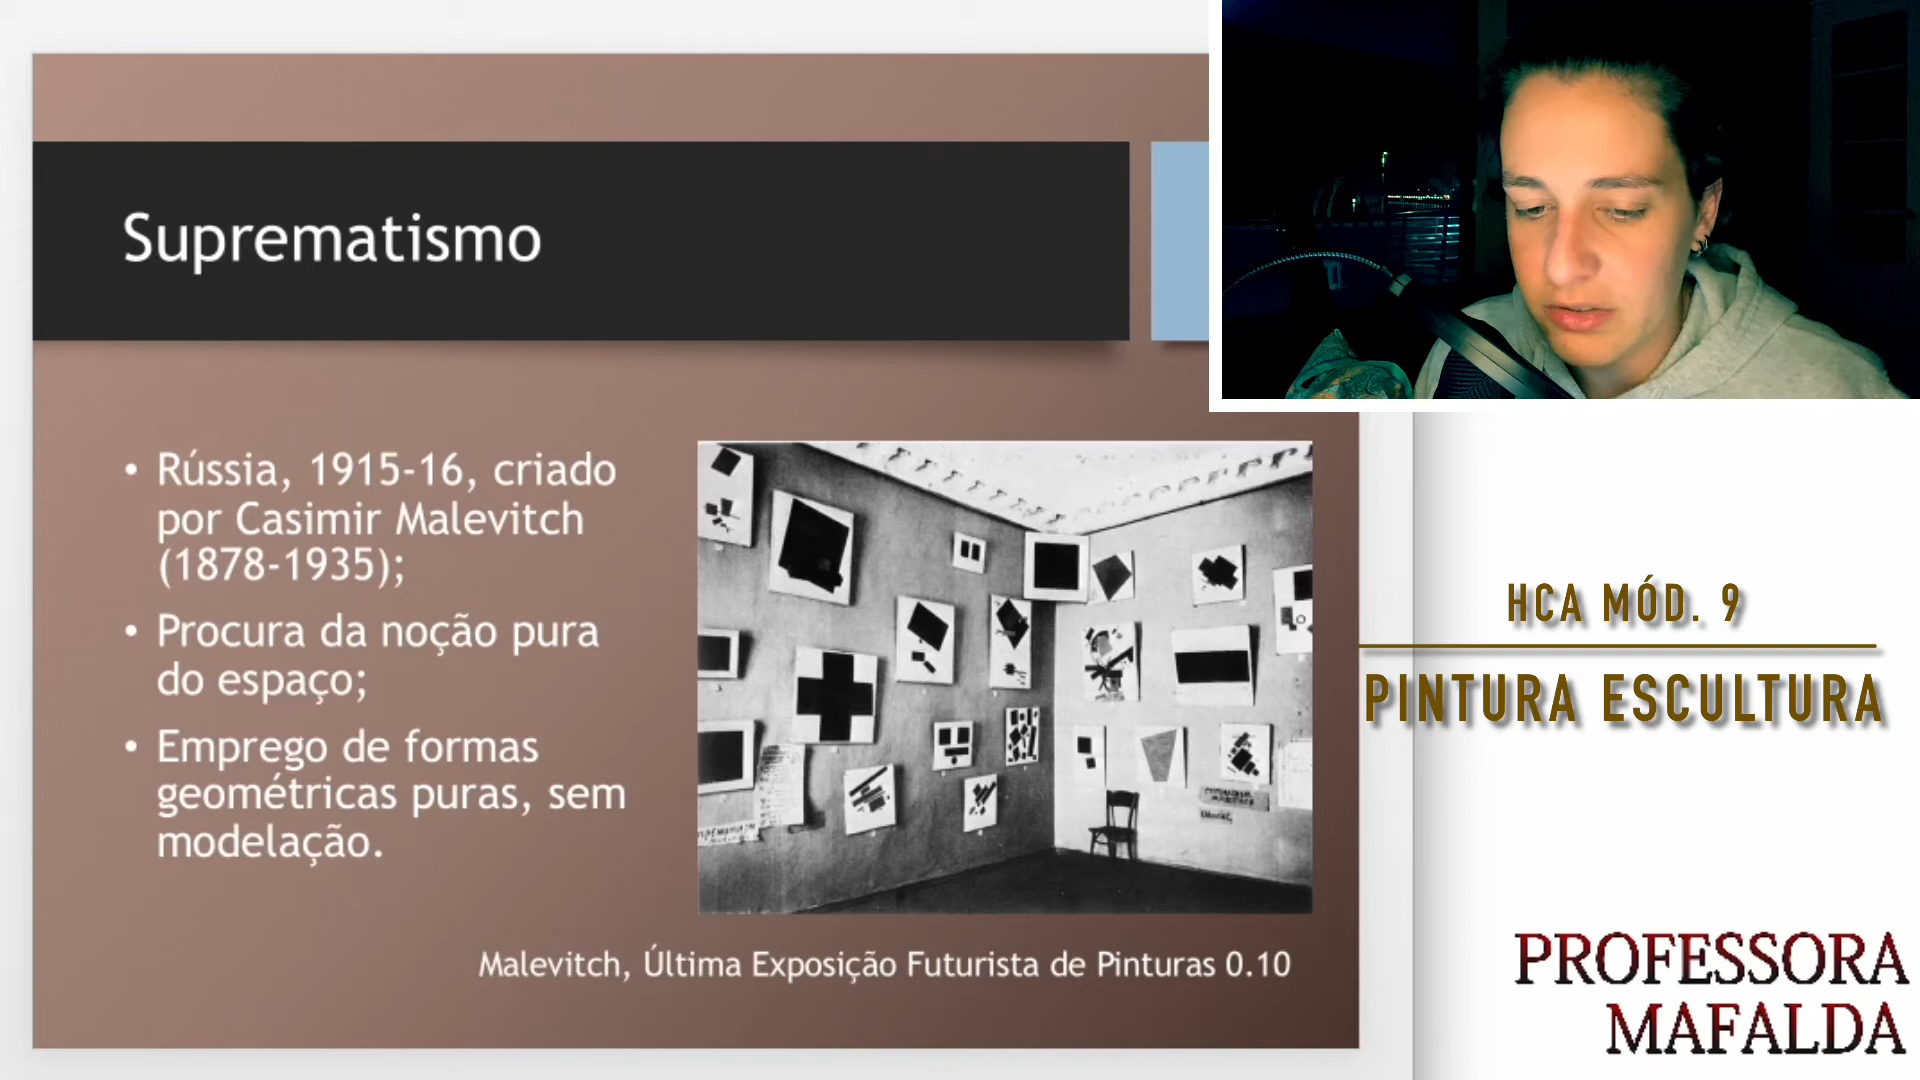 Suprematismo
• Rússia, 1915-16, criado
por Casimir Malevitch
(1878-1935);
• Procura da noção pura
do espaço;
• Emprego de formas
geométricas puras, sem
modelação.
Malevitch, Última Exposição Futurista de Pinturas 0.10
HCA MÓD. 9
PINTURA ESCULTURA
PROFESSORA
MAFALDA